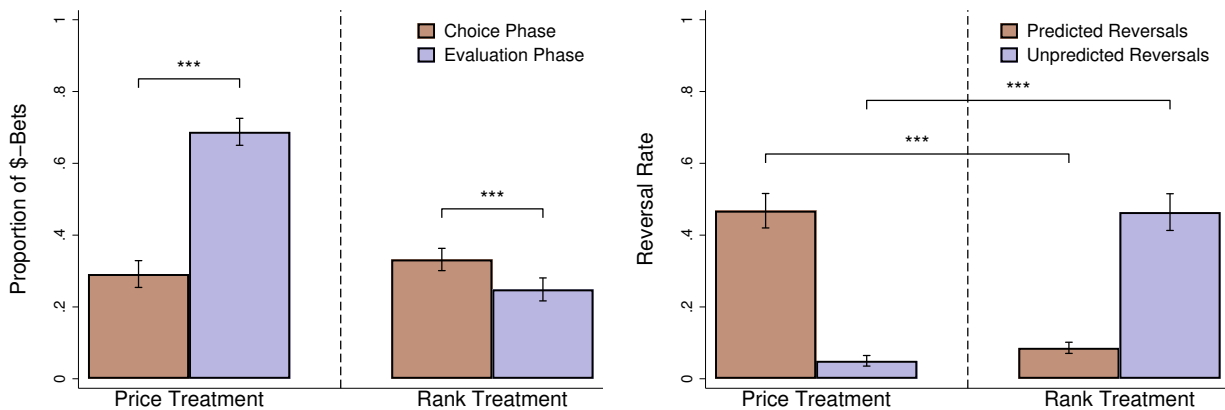 Proportion of $−Bets
1
.8
.6
.4
.2
0
Choice Phase
Evaluation Phase
***
***
Price Treatment
Rank Treatment
Reversal Rate
1
.8
.6
.4
.2
0
Predicted Reversals
Unpredicted Reversals
***
***
Price Treatment
Rank Treatment